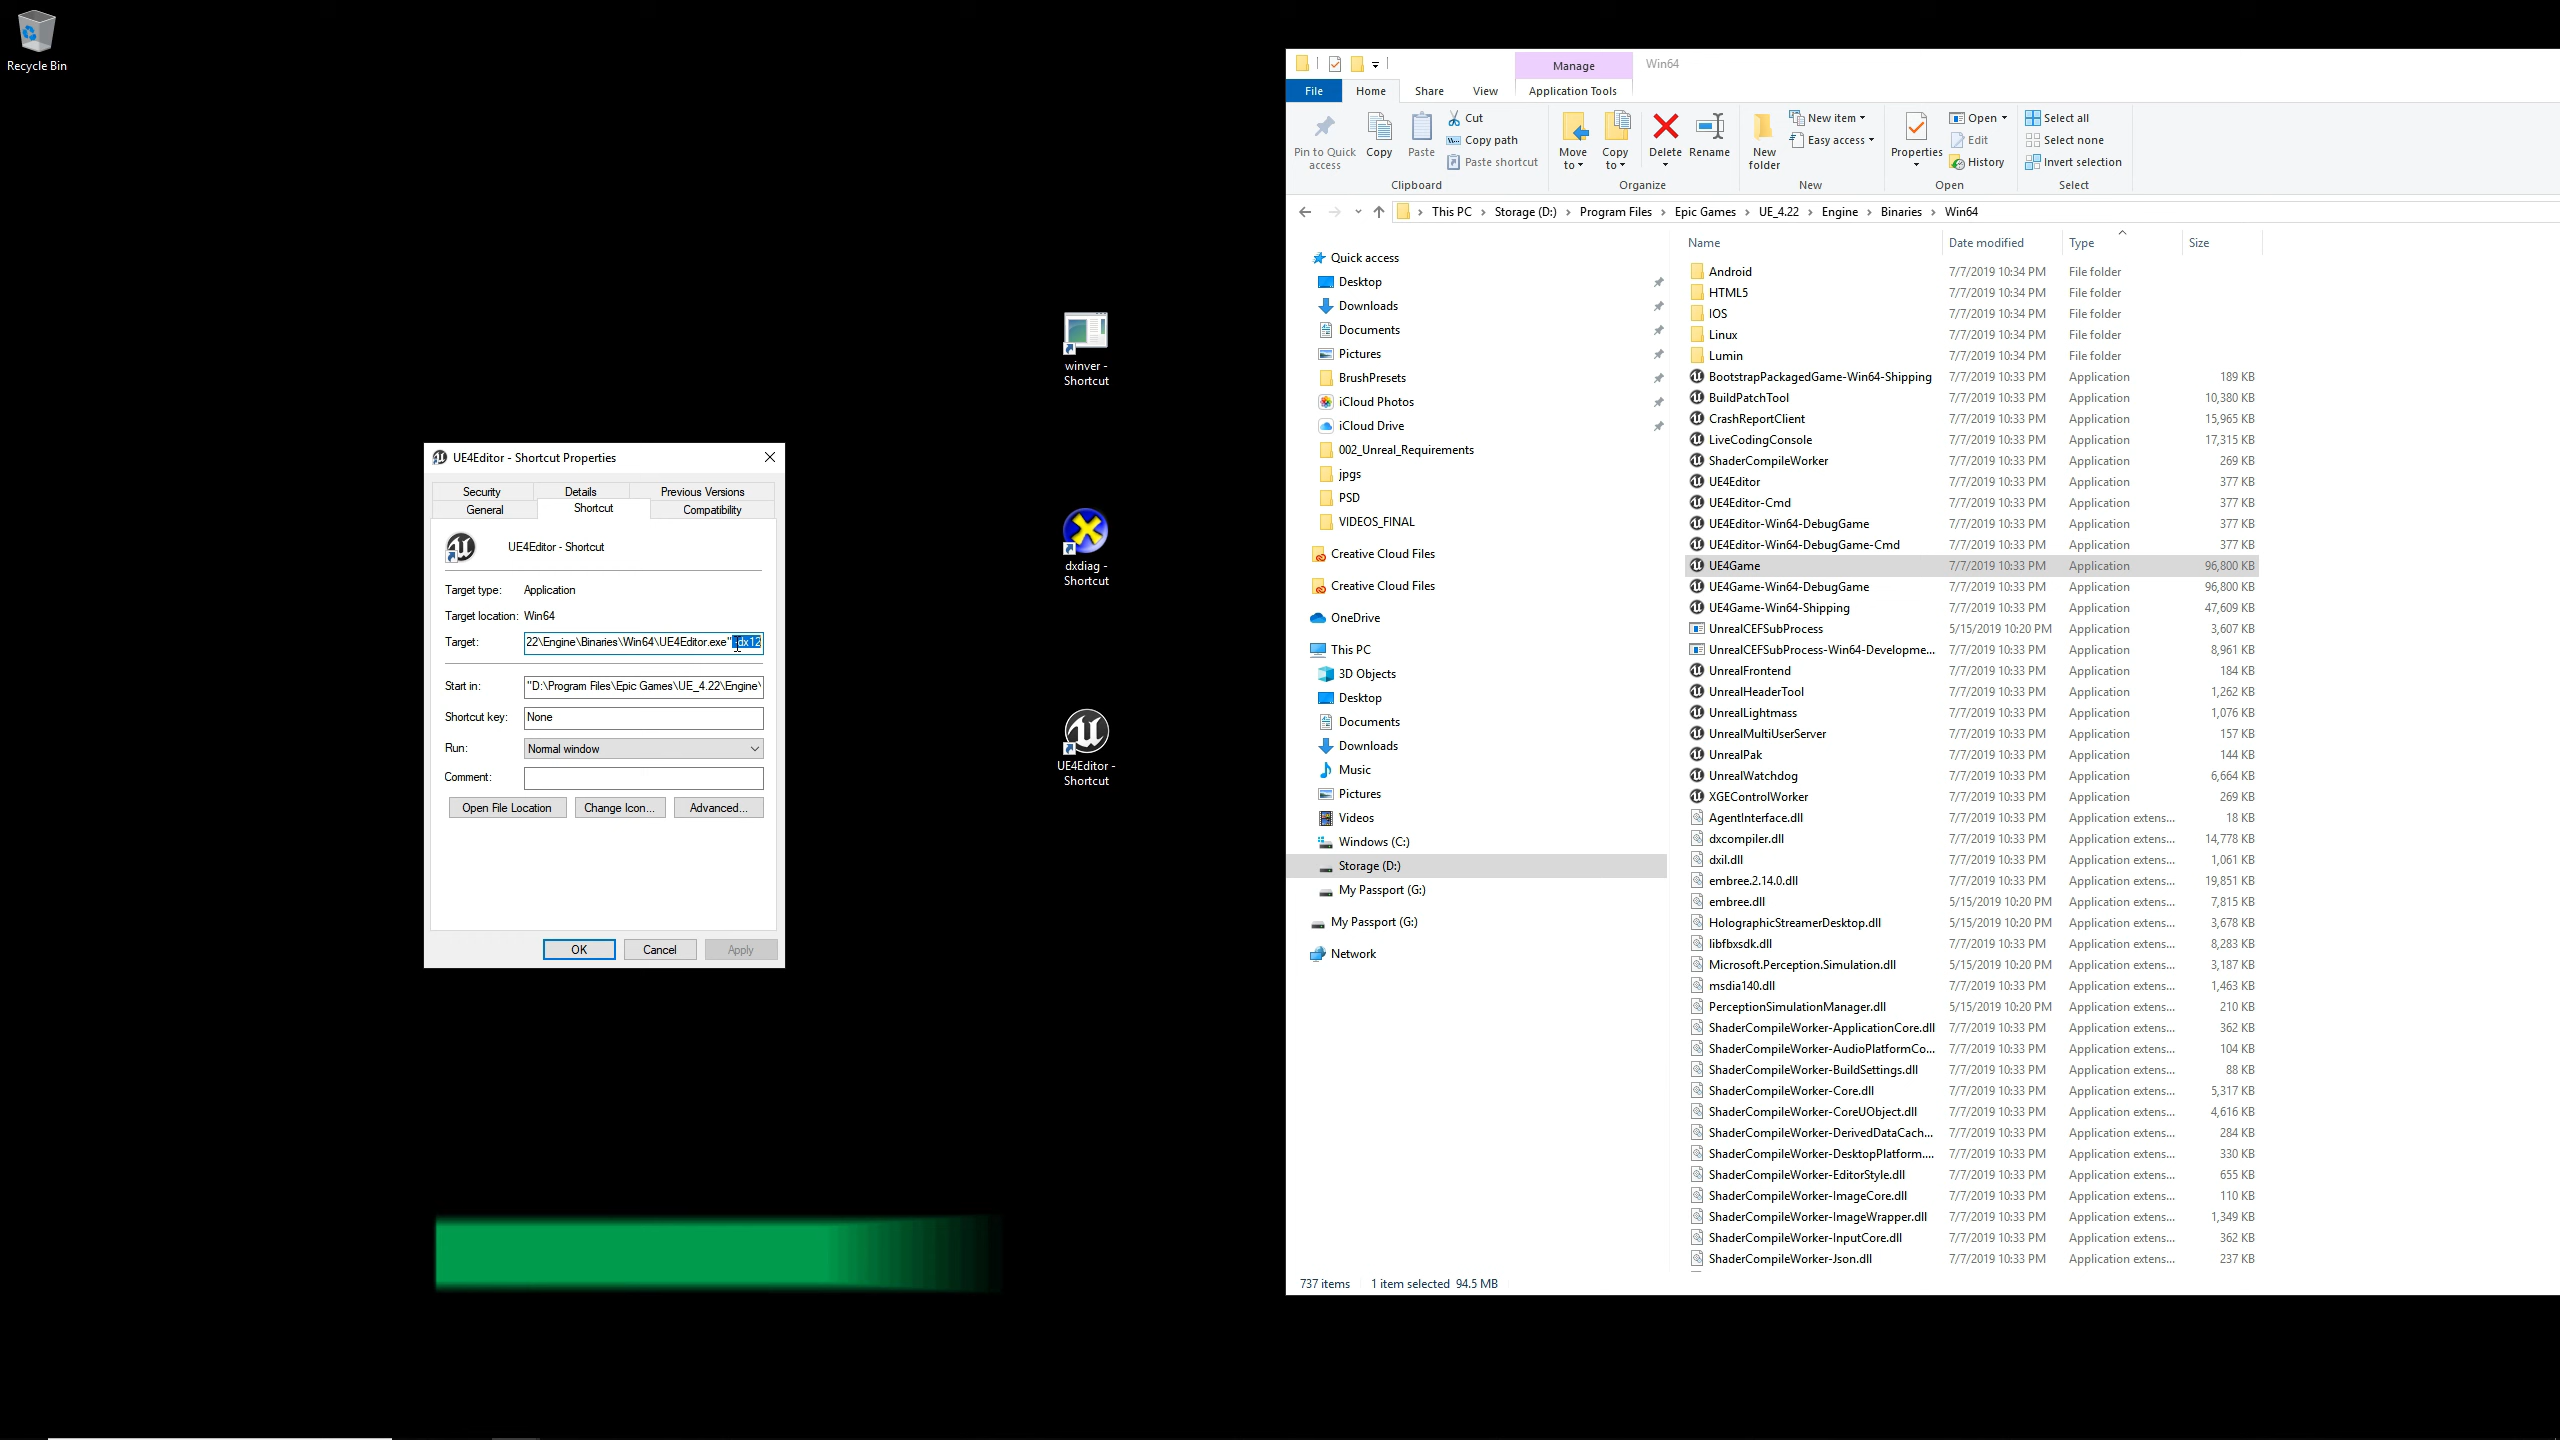 Recycle Bin
winver -
Shortcut
dxdiag -
Shortcut
UE4Editor -
Shortcut
UE4Editor - Shortcut Properties
Security Details Previous Versions
General Shortcut Compatibility
UE4Editor - Shortcut
Target type: Application
Target location: Win64
Target: 22\Engine\Binaries\Win64\UE4Editor.exe" -dx12
Start in: "D:\Program Files\Epic Games\UE_4.22\Engine\
Shortcut key: None
Run: Normal window
Comment:
Open File Location Change Icon... Advanced...
OK Cancel Apply
Manage Win64
File Home Share View Application Tools
Pin to Quick access
Copy
Paste
Cut
Copy path
Paste shortcut
Clipboard
Move to
Copy to
Delete
Rename
Organize
New folder
New item
Easy access
New
Properties
Open
Edit
History
Open
Select all
Select none
Invert selection
Select
This PC > Storage (D:) > Program Files > Epic Games > UE_4.22 > Engine > Binaries > Win64
Quick access
Desktop
Downloads
Documents
Pictures
BrushPresets
iCloud Photos
iCloud Drive
002_Unreal_Requirements
jpgs
PSD
VIDEOS_FINAL
Creative Cloud Files
Creative Cloud Files
OneDrive
This PC
3D Objects
Desktop
Documents
Downloads
Music
Pictures
Videos
Windows (C:)
Storage (D:)
My Passport (G:)
My Passport (G:)
Network
Name Date modified Type Size
Android 7/7/2019 10:34 PM File folder
HTML5 7/7/2019 10:34 PM File folder
IOS 7/7/2019 10:34 PM File folder
Linux 7/7/2019 10:34 PM File folder
Lumin 7/7/2019 10:34 PM File folder
BootstrapPackagedGame-Win64-Shipping 7/7/2019 10:33 PM Application 189 KB
BuildPatchTool 7/7/2019 10:33 PM Application 10,380 KB
CrashReportClient 7/7/2019 10:33 PM Application 15,965 KB
LiveCodingConsole 7/7/2019 10:33 PM Application 17,315 KB
ShaderCompileWorker 7/7/2019 10:33 PM Application 269 KB
UE4Editor 7/7/2019 10:33 PM Application 377 KB
UE4Editor-Cmd 7/7/2019 10:33 PM Application 377 KB
UE4Editor-Win64-DebugGame 7/7/2019 10:33 PM Application 377 KB
UE4Editor-Win64-DebugGame-Cmd 7/7/2019 10:33 PM Application 377 KB
UE4Game 7/7/2019 10:33 PM Application 96,800 KB
UE4Game-Win64-DebugGame 7/7/2019 10:33 PM Application 96,800 KB
UE4Game-Win64-Shipping 7/7/2019 10:33 PM Application 47,609 KB
UnrealCEFSubProcess 5/15/2019 10:20 PM Application 3,607 KB
UnrealCEFSubProcess-Win64-Developme... 7/7/2019 10:33 PM Application 8,961 KB
UnrealFrontend 7/7/2019 10:33 PM Application 184 KB
UnrealHeaderTool 7/7/2019 10:33 PM Application 1,262 KB
UnrealLightmass 7/7/2019 10:33 PM Application 1,076 KB
UnrealMultiUserServer 7/7/2019 10:33 PM Application 157 KB
UnrealPak 7/7/2019 10:33 PM Application 144 KB
UnrealWatchdog 7/7/2019 10:33 PM Application 6,664 KB
XGEControlWorker 7/7/2019 10:33 PM Application 269 KB
AgentInterface.dll 7/7/2019 10:33 PM Application extens... 18 KB
dxcompiler.dll 7/7/2019 10:33 PM Application extens... 14,778 KB
dxil.dll 7/7/2019 10:33 PM Application extens... 1,061 KB
embree.2.14.0.dll 7/7/2019 10:33 PM Application extens... 19,851 KB
embree.dll 5/15/2019 10:20 PM Application extens... 7,815 KB
HolographicStreamerDesktop.dll 5/15/2019 10:20 PM Application extens... 3,678 KB
libfbxsdk.dll 7/7/2019 10:33 PM Application extens... 8,283 KB
Microsoft.Perception.Simulation.dll 5/15/2019 10:20 PM Application extens... 3,187 KB
msdia140.dll 7/7/2019 10:33 PM Application extens... 1,463 KB
PerceptionSimulationManager.dll 5/15/2019 10:20 PM Application extens... 210 KB
ShaderCompileWorker-ApplicationCore.dll 7/7/2019 10:33 PM Application extens... 362 KB
ShaderCompileWorker-AudioPlatformCo... 7/7/2019 10:33 PM Application extens... 104 KB
ShaderCompileWorker-BuildSettings.dll 7/7/2019 10:33 PM Application extens... 88 KB
ShaderCompileWorker-Core.dll 7/7/2019 10:33 PM Application extens... 5,317 KB
ShaderCompileWorker-CoreUObject.dll 7/7/2019 10:33 PM Application extens... 4,616 KB
ShaderCompileWorker-DerivedDataCach... 7/7/2019 10:33 PM Application extens... 284 KB
ShaderCompileWorker-DesktopPlatform.... 7/7/2019 10:33 PM Application extens... 330 KB
ShaderCompileWorker-EditorStyle.dll 7/7/2019 10:33 PM Application extens... 655 KB
ShaderCompileWorker-ImageCore.dll 7/7/2019 10:33 PM Application extens... 110 KB
ShaderCompileWorker-ImageWrapper.dll 7/7/2019 10:33 PM Application extens... 1,349 KB
ShaderCompileWorker-InputCore.dll 7/7/2019 10:33 PM Application extens... 362 KB
ShaderCompileWorker-Json.dll 7/7/2019 10:33 PM Application extens... 237 KB
737 items 1 item selected 94.5 MB